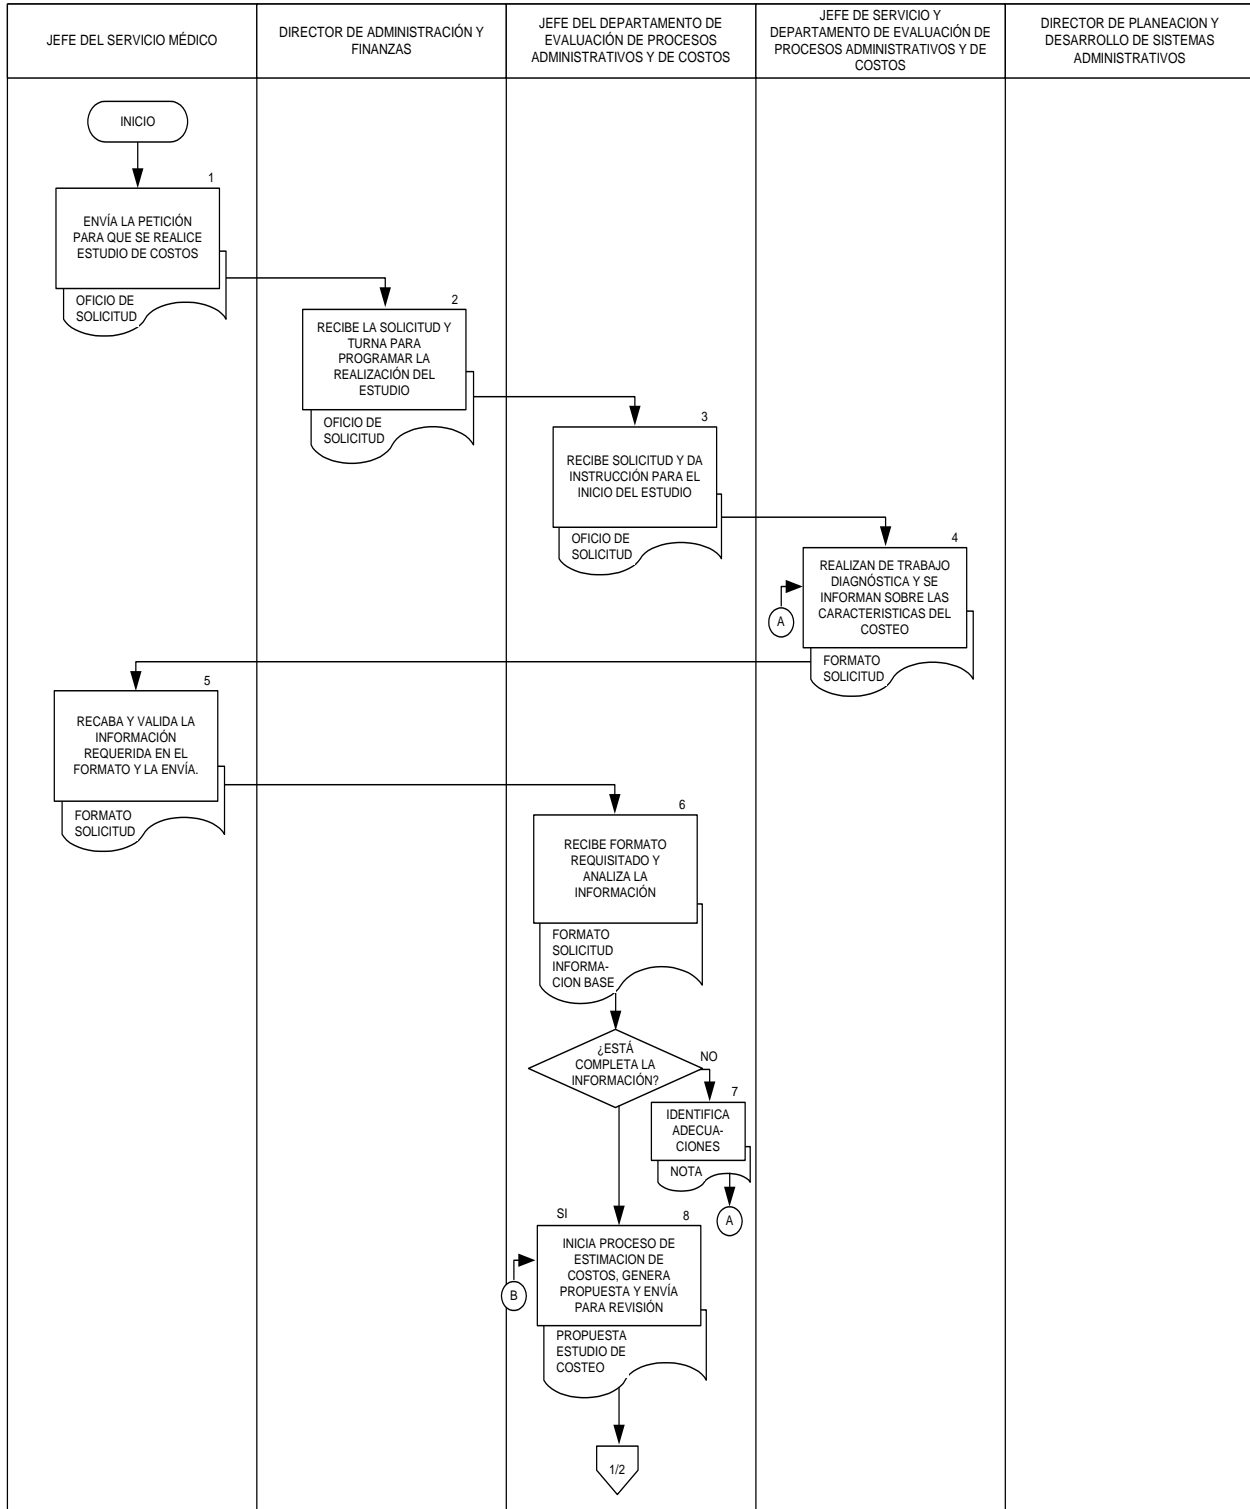 JEFE DEL SERVICIO MÉDICO
DIRECTOR DE ADMINISTRACIÓN Y
FINANZAS
JEFE DEL DEPARTAMENTO DE
EVALUACIÓN DE PROCESOS
ADMINISTRATIVOS Y DE COSTOS
JEFE DE SERVICIO Y
DEPARTAMENTO DE EVALUACIÓN DE
PROCESOS ADMINISTRATIVOS Y DE
COSTOS
DIRECTOR DE PLANEACION Y
DESARROLLO DE SISTEMAS
ADMINISTRATIVOS
INICIO
1
ENVÍA LA PETICIÓN
PARA QUE SE REALICE
ESTUDIO DE COSTOS
OFICIO DE
SOLICITUD
2
RECIBE LA SOLICITUD Y
TURNA PARA
PROGRAMAR LA
REALIZACIÓN DEL
ESTUDIO
OFICIO DE
SOLICITUD
3
RECIBE SOLICITUD Y DA
INSTRUCCIÓN PARA EL
INICIO DEL ESTUDIO
OFICIO DE
SOLICITUD
4
REALIZAN DE TRABAJO
DIAGNÓSTICA Y SE
INFORMAN SOBRE LAS
CARACTERISTICAS DEL
COSTEO
A
FORMATO
SOLICITUD
5
RECABA Y VALIDA LA
INFORMACIÓN
REQUERIDA EN EL
FORMATO Y LA ENVÍA.
FORMATO
SOLICITUD
6
RECIBE FORMATO
REQUISITADO Y
ANALIZA LA
INFORMACIÓN
FORMATO
SOLICITUD
INFORMA-
CION BASE
¿ESTÁ
COMPLETA LA
INFORMACIÓN?
NO
7
IDENTIFICA
ADECUA-
CIONES
NOTA
A
SI
8
INICIA PROCESO DE
ESTIMACION DE
COSTOS, GENERA
PROPUESTA Y ENVÍA
PARA REVISIÓN
B
PROPUESTA
ESTUDIO DE
COSTEO
1/2